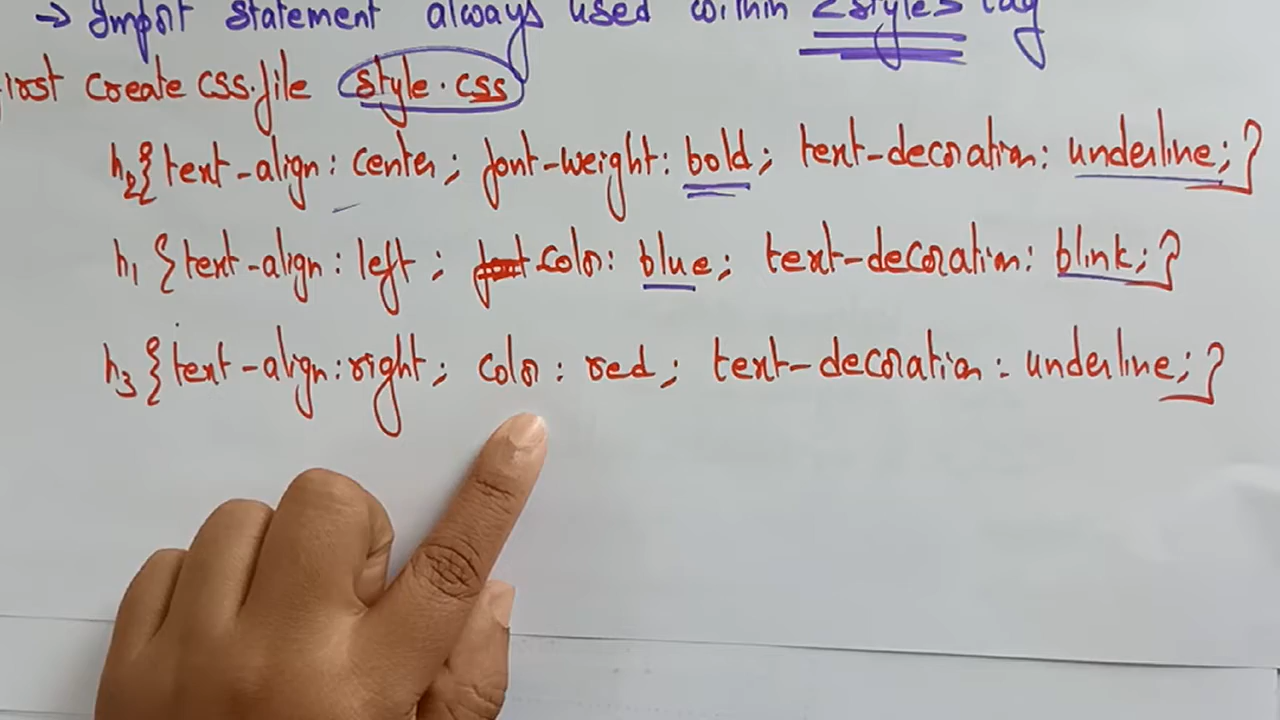 → Import statement always used within <style> tag
first create css.file style.css
h2{text-align: center; font-weight: bold; text-decoration: underline;}
h1{text-align: left; color: blue; text-decoration: blink;}
h3{text-align: right; color: red; text-decoration: underline;}